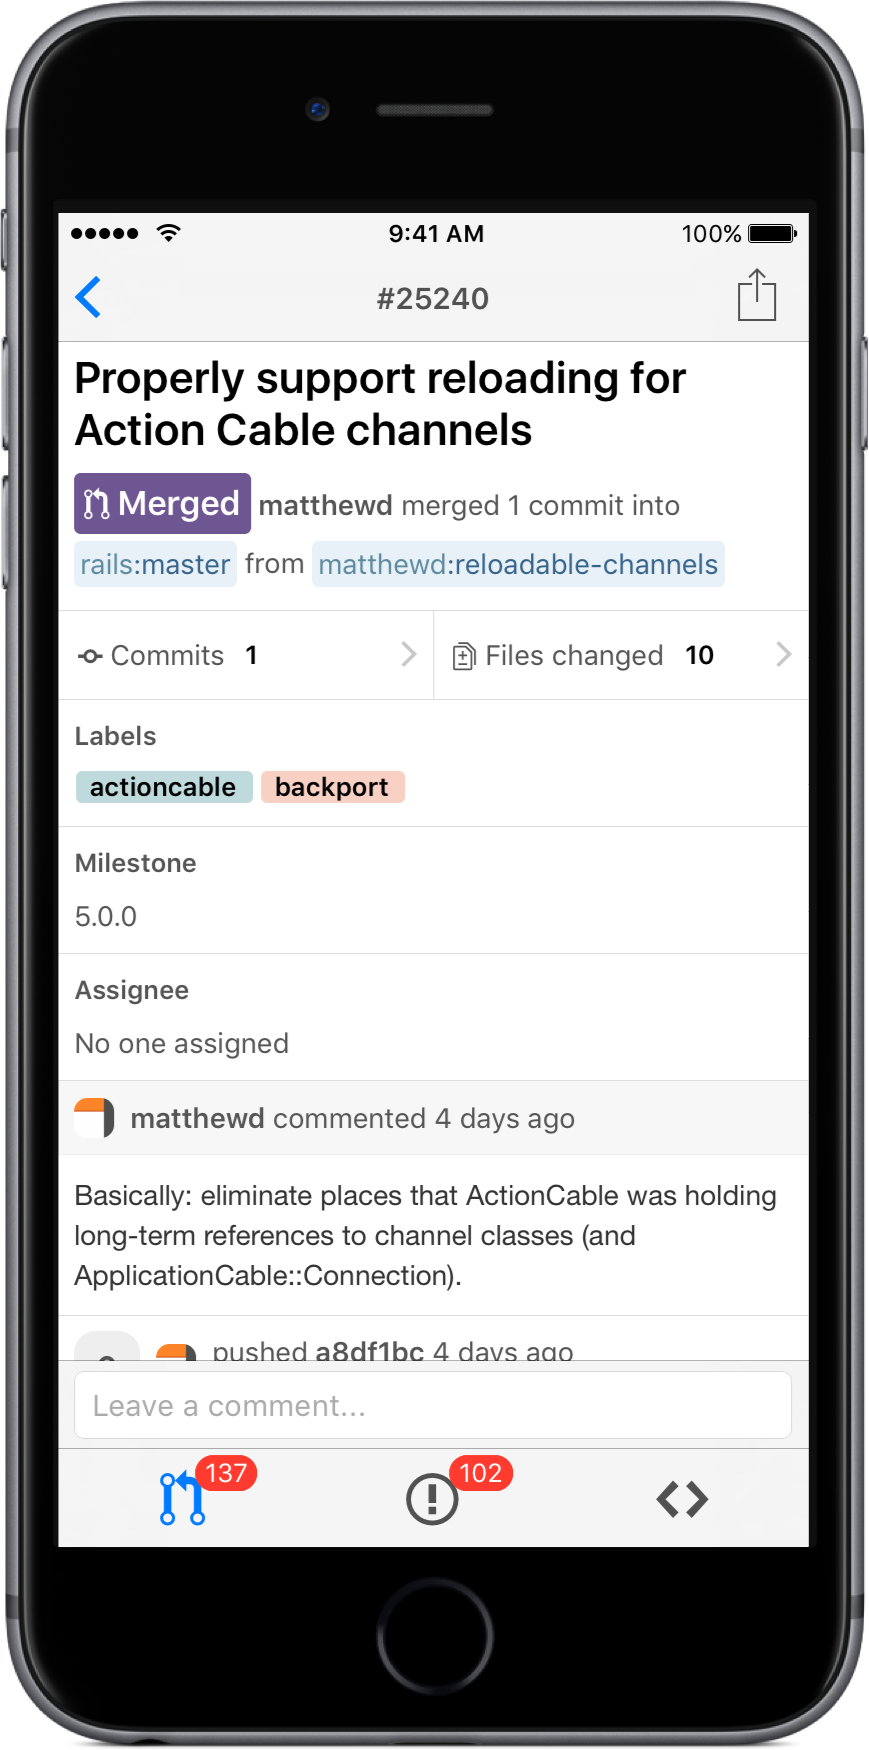 9:41 AM 100%
#25240
Properly support reloading for
Action Cable channels
Merged matthewd merged 1 commit into
rails:master from matthewd:reloadable-channels
Commits 1 Files changed 10
Labels
actioncable backport
Milestone
5.0.0
Assignee
No one assigned
matthewd commented 4 days ago
Basically: eliminate places that ActionCable was holding
long-term references to channel classes (and
ApplicationCable::Connection).
pushed a8df1bc 4 days ago
Leave a comment...
137 102